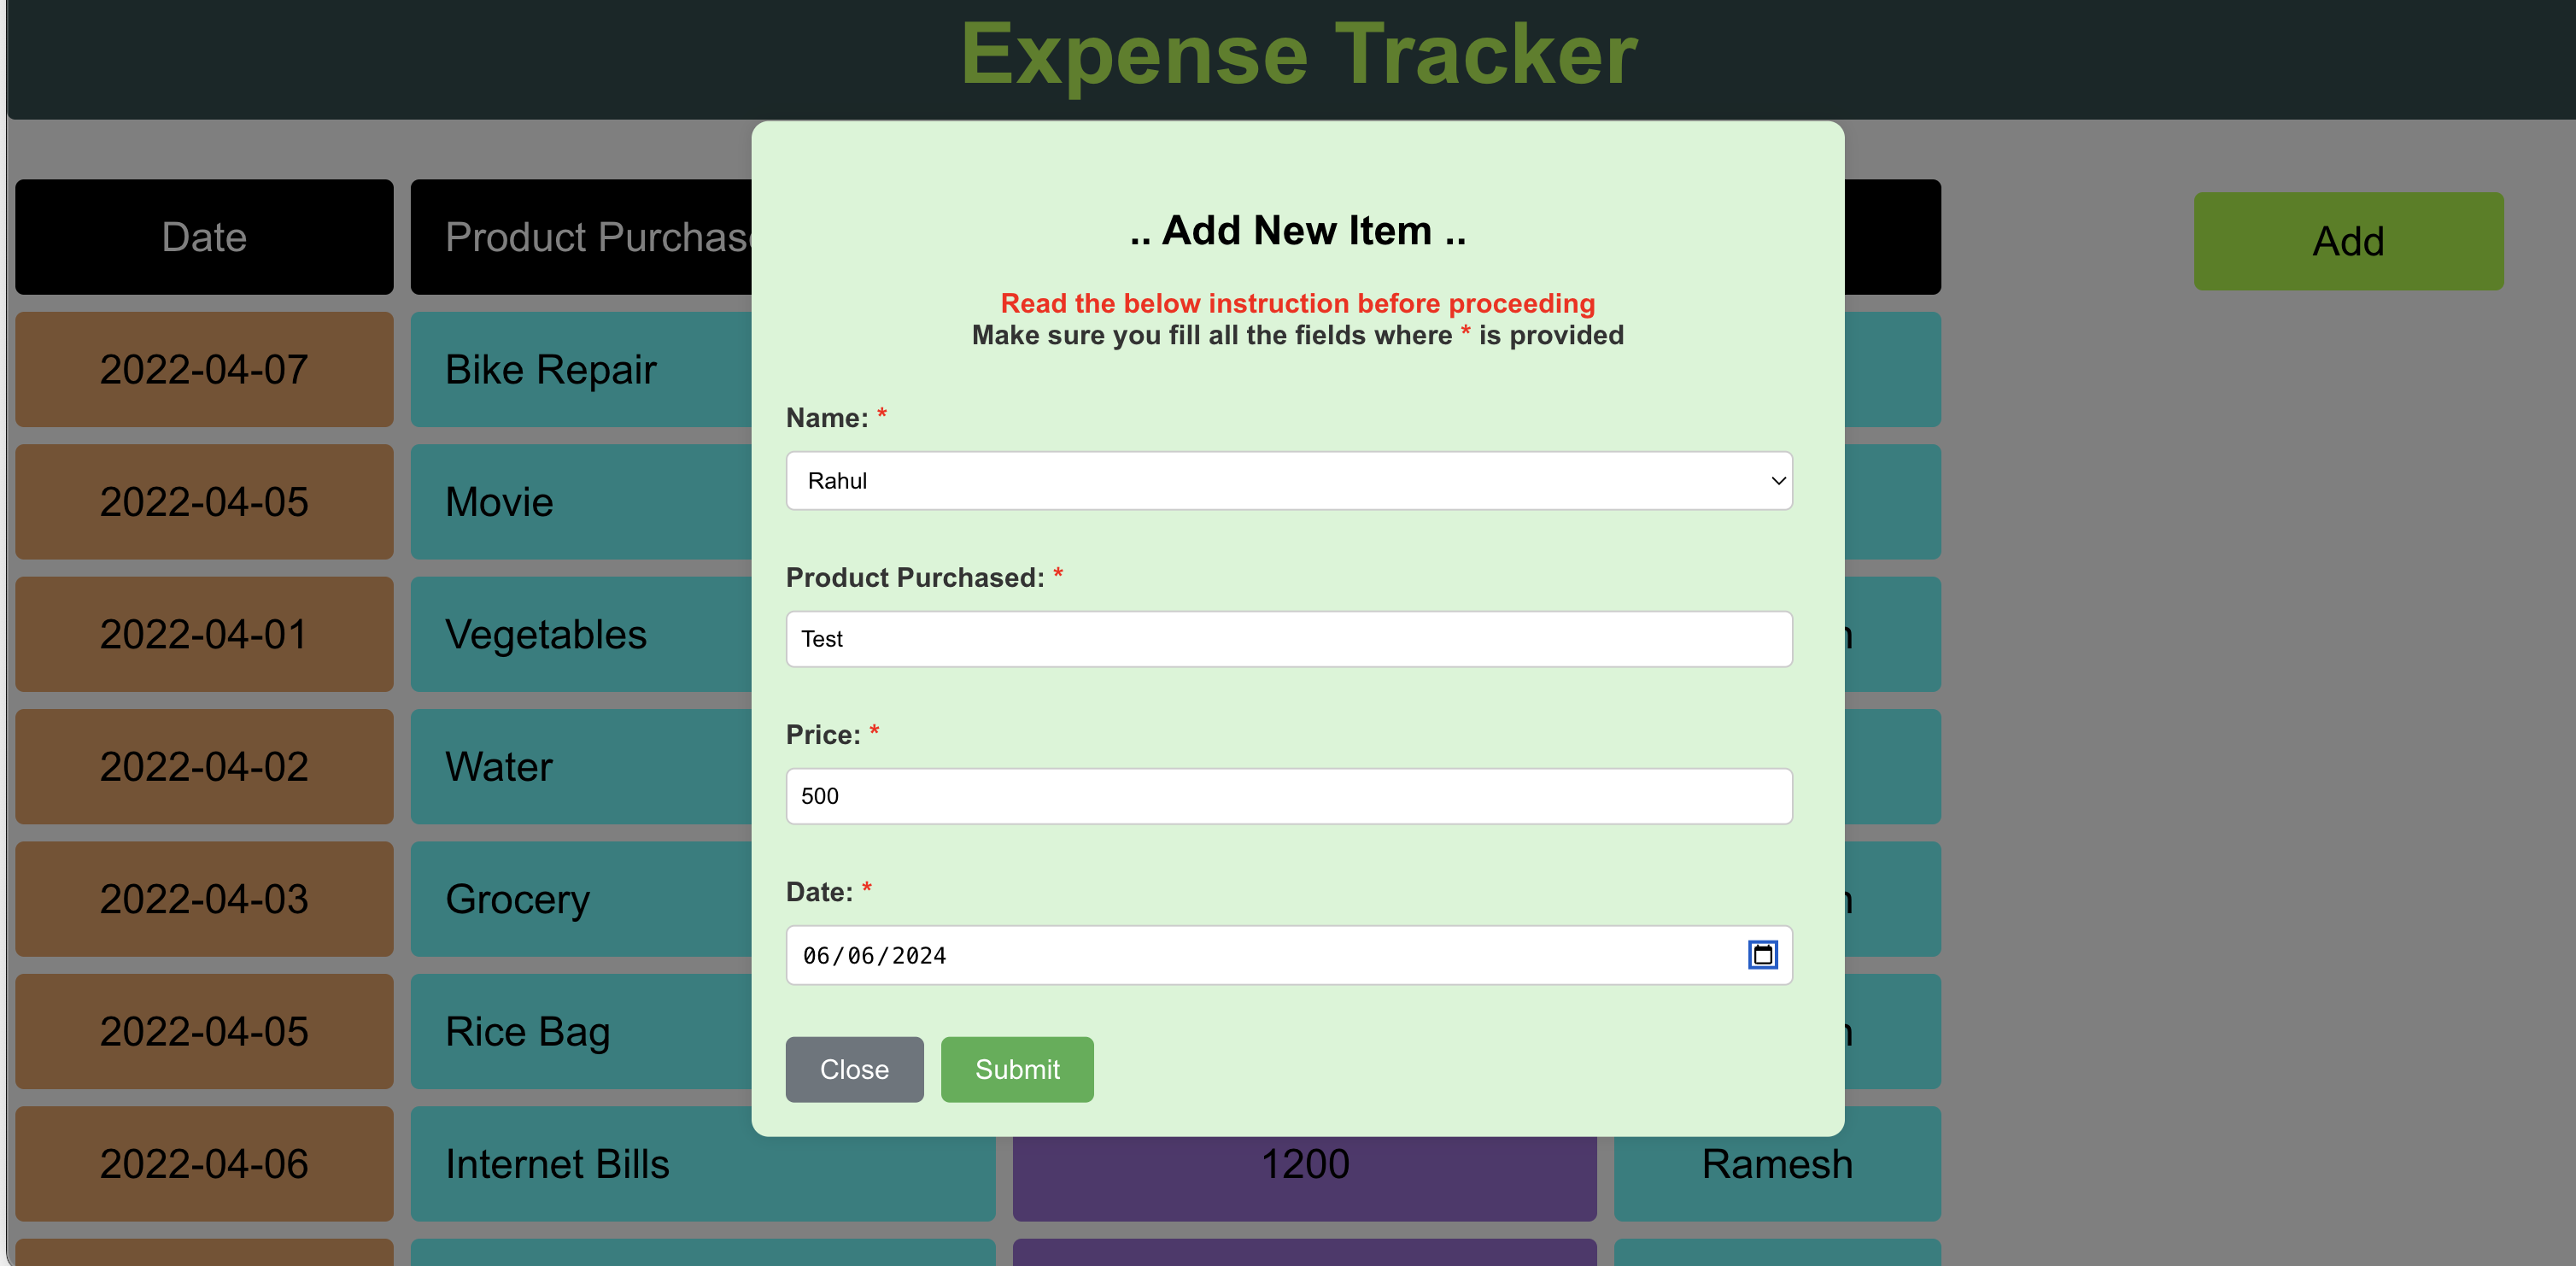 Expense Tracker
Date
Product Purchas
Add
.. Add New Item ..
Read the below instruction before proceeding
Make sure you fill all the fields where * is provided
Name: *
Rahul
Product Purchased: *
Test
Price: *
500
Date: *
06/06/2024
Close Submit
2022-04-07 Bike Repair
2022-04-05 Movie
2022-04-01 Vegetables
2022-04-02 Water
2022-04-03 Grocery
2022-04-05 Rice Bag
2022-04-06 Internet Bills 1200 Ramesh